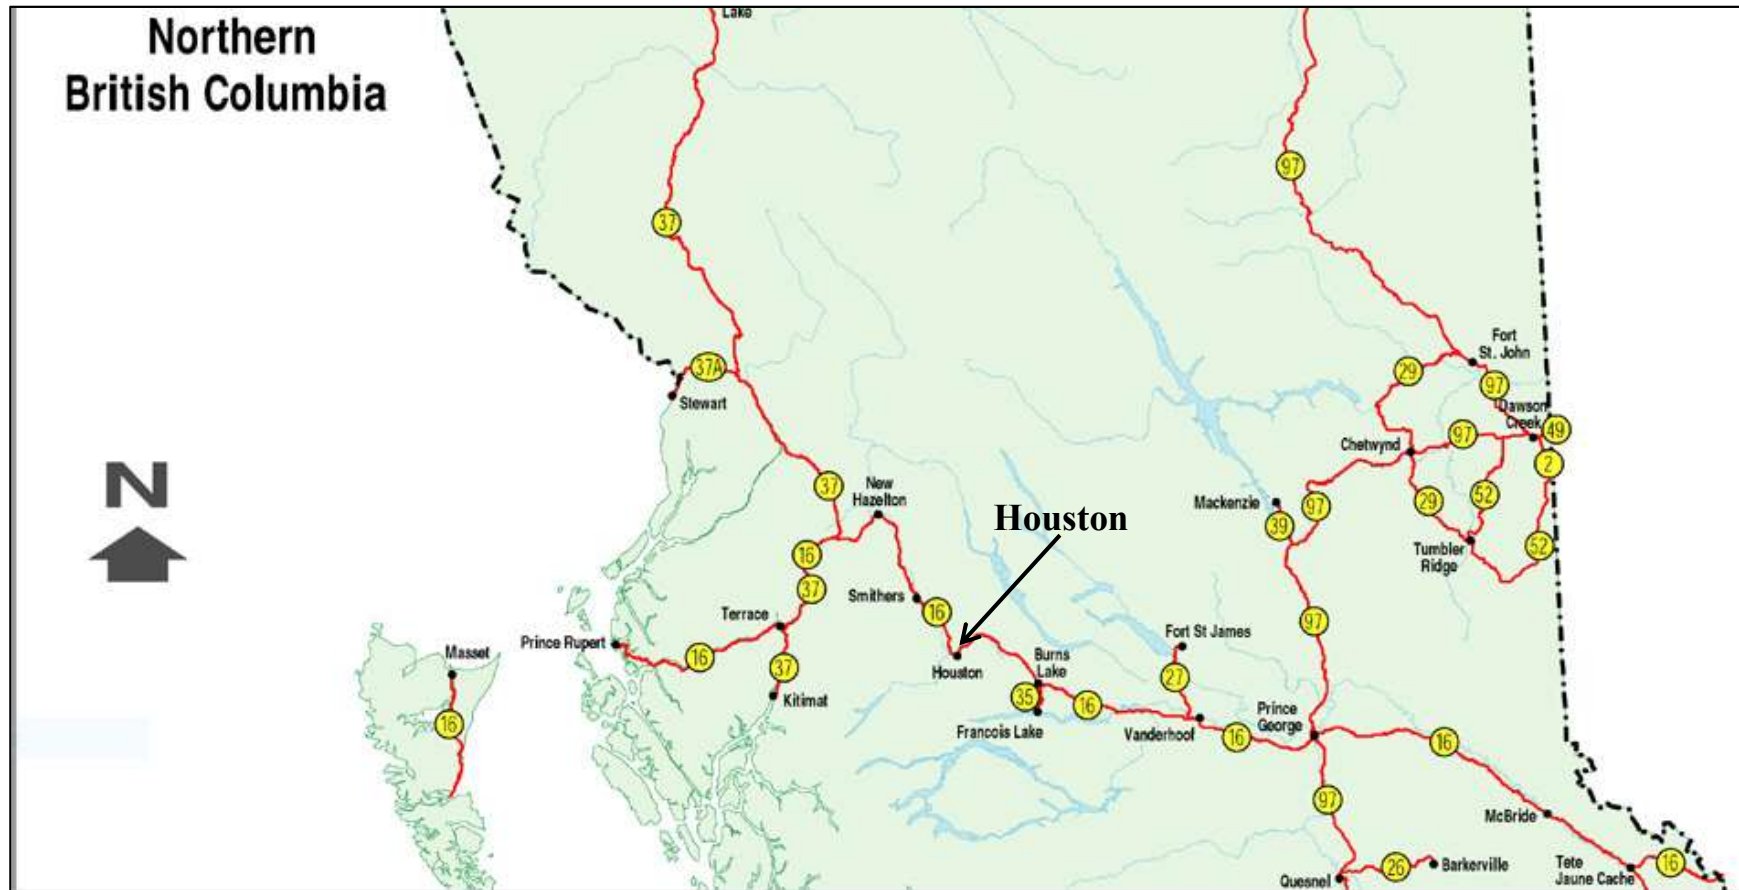 Northern
British Columbia
Lake
37
97
37A
Stewart
Fort
St. John
29
97
Dawson
Creek
49
97
Chetwynd
2
37
New
Hazelton
29
52
Mackenzie
97
39
Houston
16
Tumbler
Ridge
52
37
Smithers
16
Terrace
97
Prince Rupert
16
Fort St James
Masset
37
Houston
Burns
Lake
27
Kitimat
35
16
16
Francois Lake
Vanderhoof
Prince
George
16
16
97
McBride
26
Barkerville
Quesnel
Tete
Jaune Cache
16
N